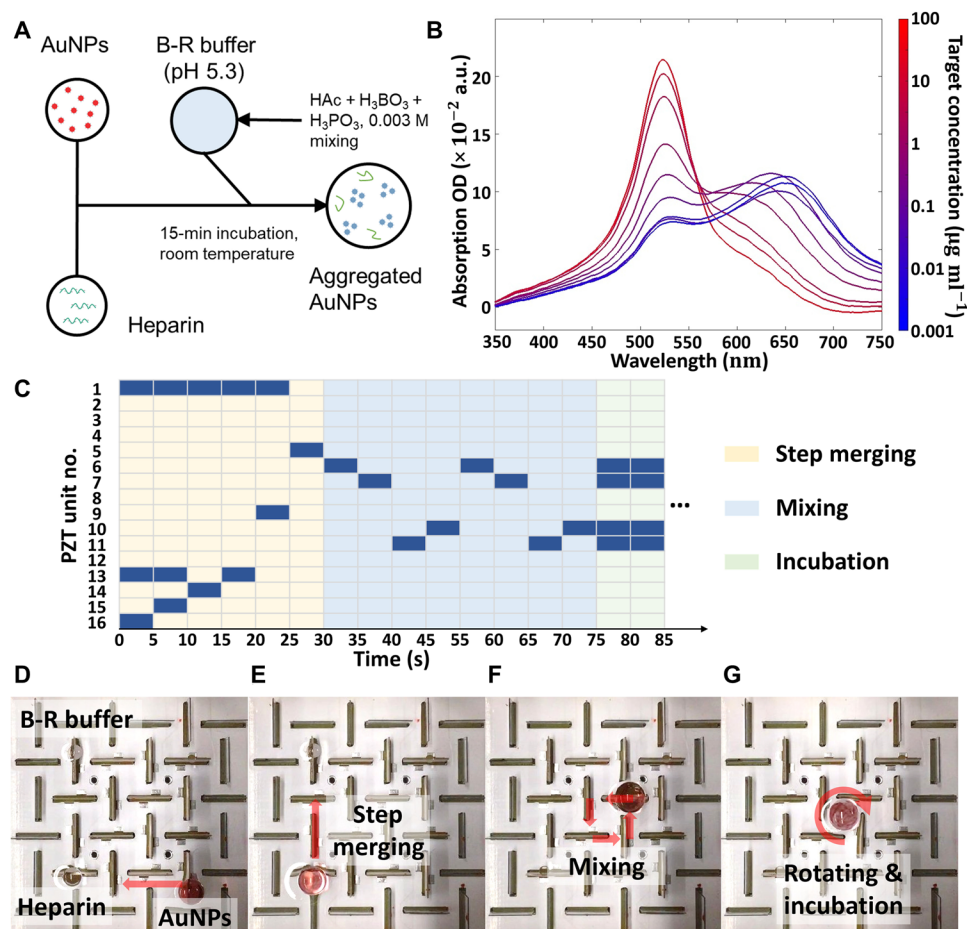 A
AuNPs
B-R buffer
(pH 5.3)
HAc + H₃BO₃ +
H₃PO₃, 0.003 M
mixing
15-min incubation,
room temperature
Aggregated
AuNPs
Heparin
B
Absorption OD (× 10⁻² a.u.)
20
15
10
5
0
350 400 450 500 550 600 650 700 750
Wavelength (nm)
100
10
1
0.1
0.01
0.001
Target concentration (µg ml⁻¹)
C
PZT unit no.
1
2
3
4
5
6
7
8
9
10
11
12
13
14
15
16
0 5 10 15 20 25 30 35 40 45 50 55 60 65 70 75 80 85
Time (s)
...
Step merging
Mixing
Incubation
D
B-R buffer
Heparin
AuNPs
E
Step
merging
F
Mixing
G
Rotating &
incubation